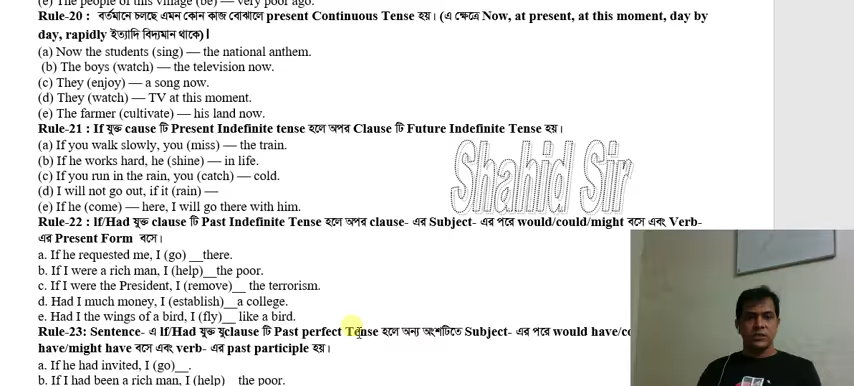 (e) The people of this village (be) — very poor ago.
Rule-20 : বর্তমানে চলছে এমন কোন কাজ বোঝালে present Continuous Tense হয়। (এ ক্ষেত্রে Now, at present, at this moment, day by
day, rapidly ইত্যাদি বিদ্যমান থাকে)।
(a) Now the students (sing) — the national anthem.
(b) The boys (watch) — the television now.
(c) They (enjoy) — a song now.
(d) They (watch) — TV at this moment.
(e) The farmer (cultivate) — his land now.
Rule-21 : If যুক্ত cause টি Present Indefinite tense হলে অপর Clause টি Future Indefinite Tense হয়।
(a) If you walk slowly, you (miss) — the train.
(b) If he works hard, he (shine) — in life.
(c) If you run in the rain, you (catch) — cold.
(d) I will not go out, if it (rain) —
(e) If he (come) — here, I will go there with him.
Shahid Sir
Rule-22 : lf/Had যুক্ত clause টি Past Indefinite Tense হলে অপর clause- এর Subject- এর পরে would/could/might বসে এবং Verb-
এর Present Form বসে।
a. If he requested me, I (go) __there.
b. If I were a rich man, I (help)__the poor.
c. If I were the President, I (remove)__ the terrorism.
d. Had I much money, I (establish)__a college.
e. Had I the wings of a bird, I (fly)__ like a bird.
Rule-23: Sentence- এ lf/Had যুক্ত যুclause টি Past perfect Tense হলে অন্য অংশটিতে Subject- এর পরে would have/co
have/might have বসে এবং verb- এর past participle হয়।
a. If he had invited, I (go)__.
b. If I had been a rich man, I (help)__the poor.